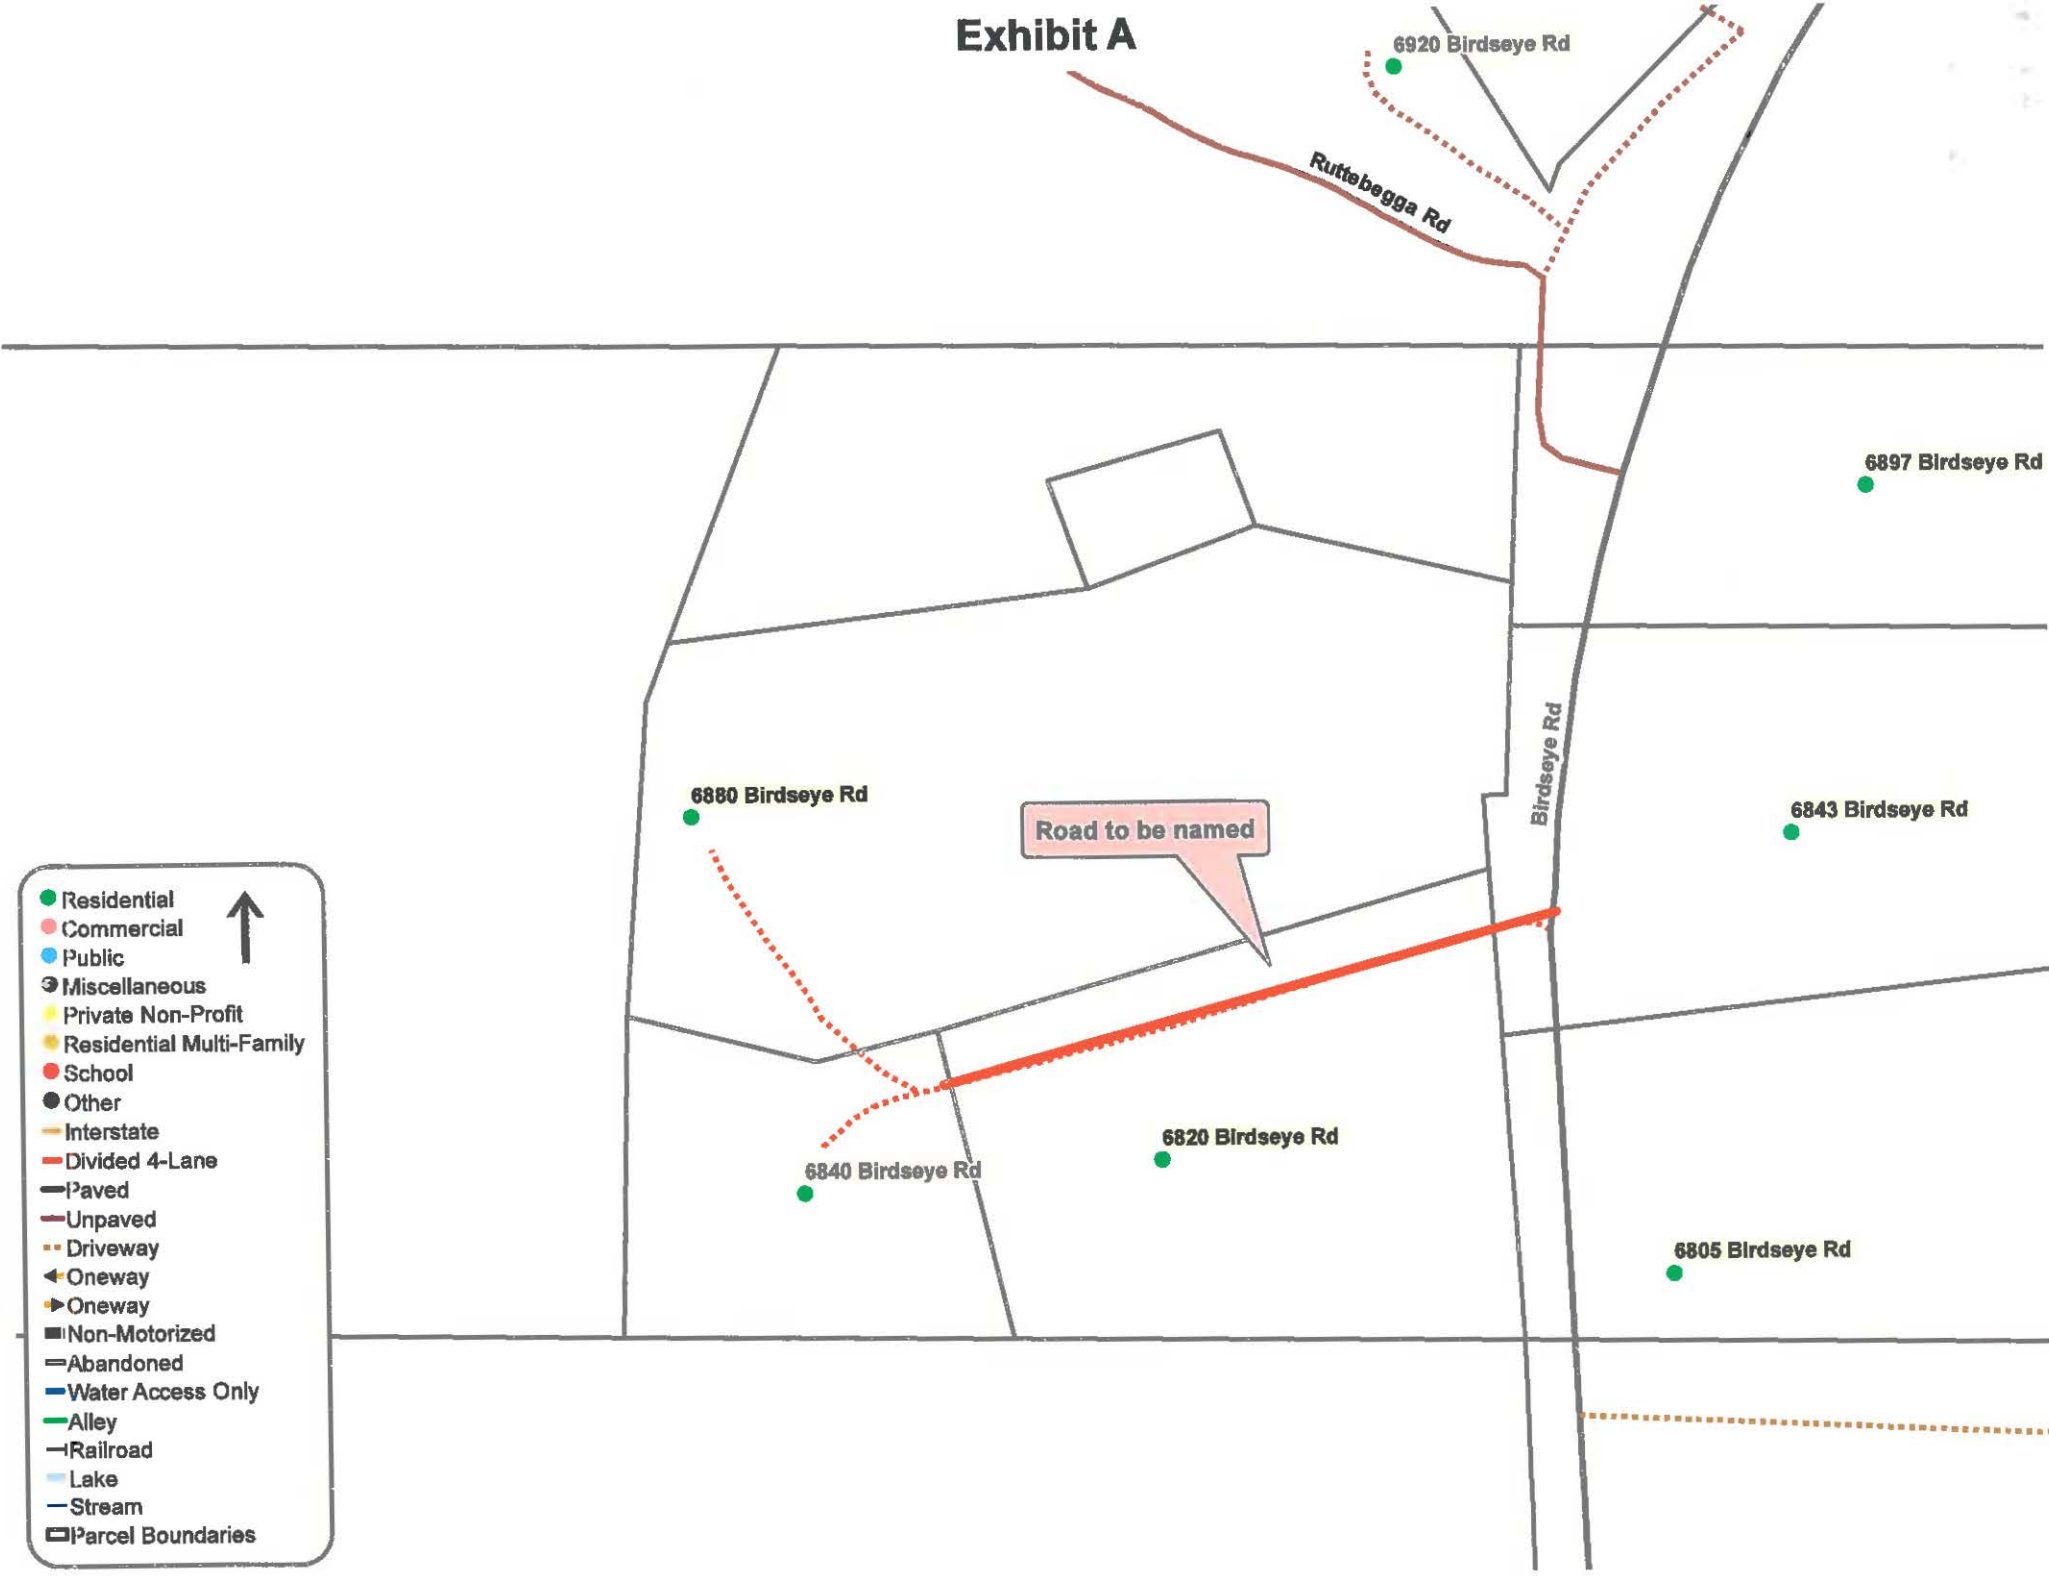 Exhibit A
6920 Birdseye Rd
Ruttebegga Rd
6897 Birdseye Rd
Birdseye Rd
6880 Birdseye Rd
Road to be named
6843 Birdseye Rd
6820 Birdseye Rd
6840 Birdseye Rd
6805 Birdseye Rd
Residential
Commercial
Public
Miscellaneous
Private Non-Profit
Residential Multi-Family
School
Other
Interstate
Divided 4-Lane
Paved
Unpaved
Driveway
Oneway
Oneway
Non-Motorized
Abandoned
Water Access Only
Alley
Railroad
Lake
Stream
Parcel Boundaries